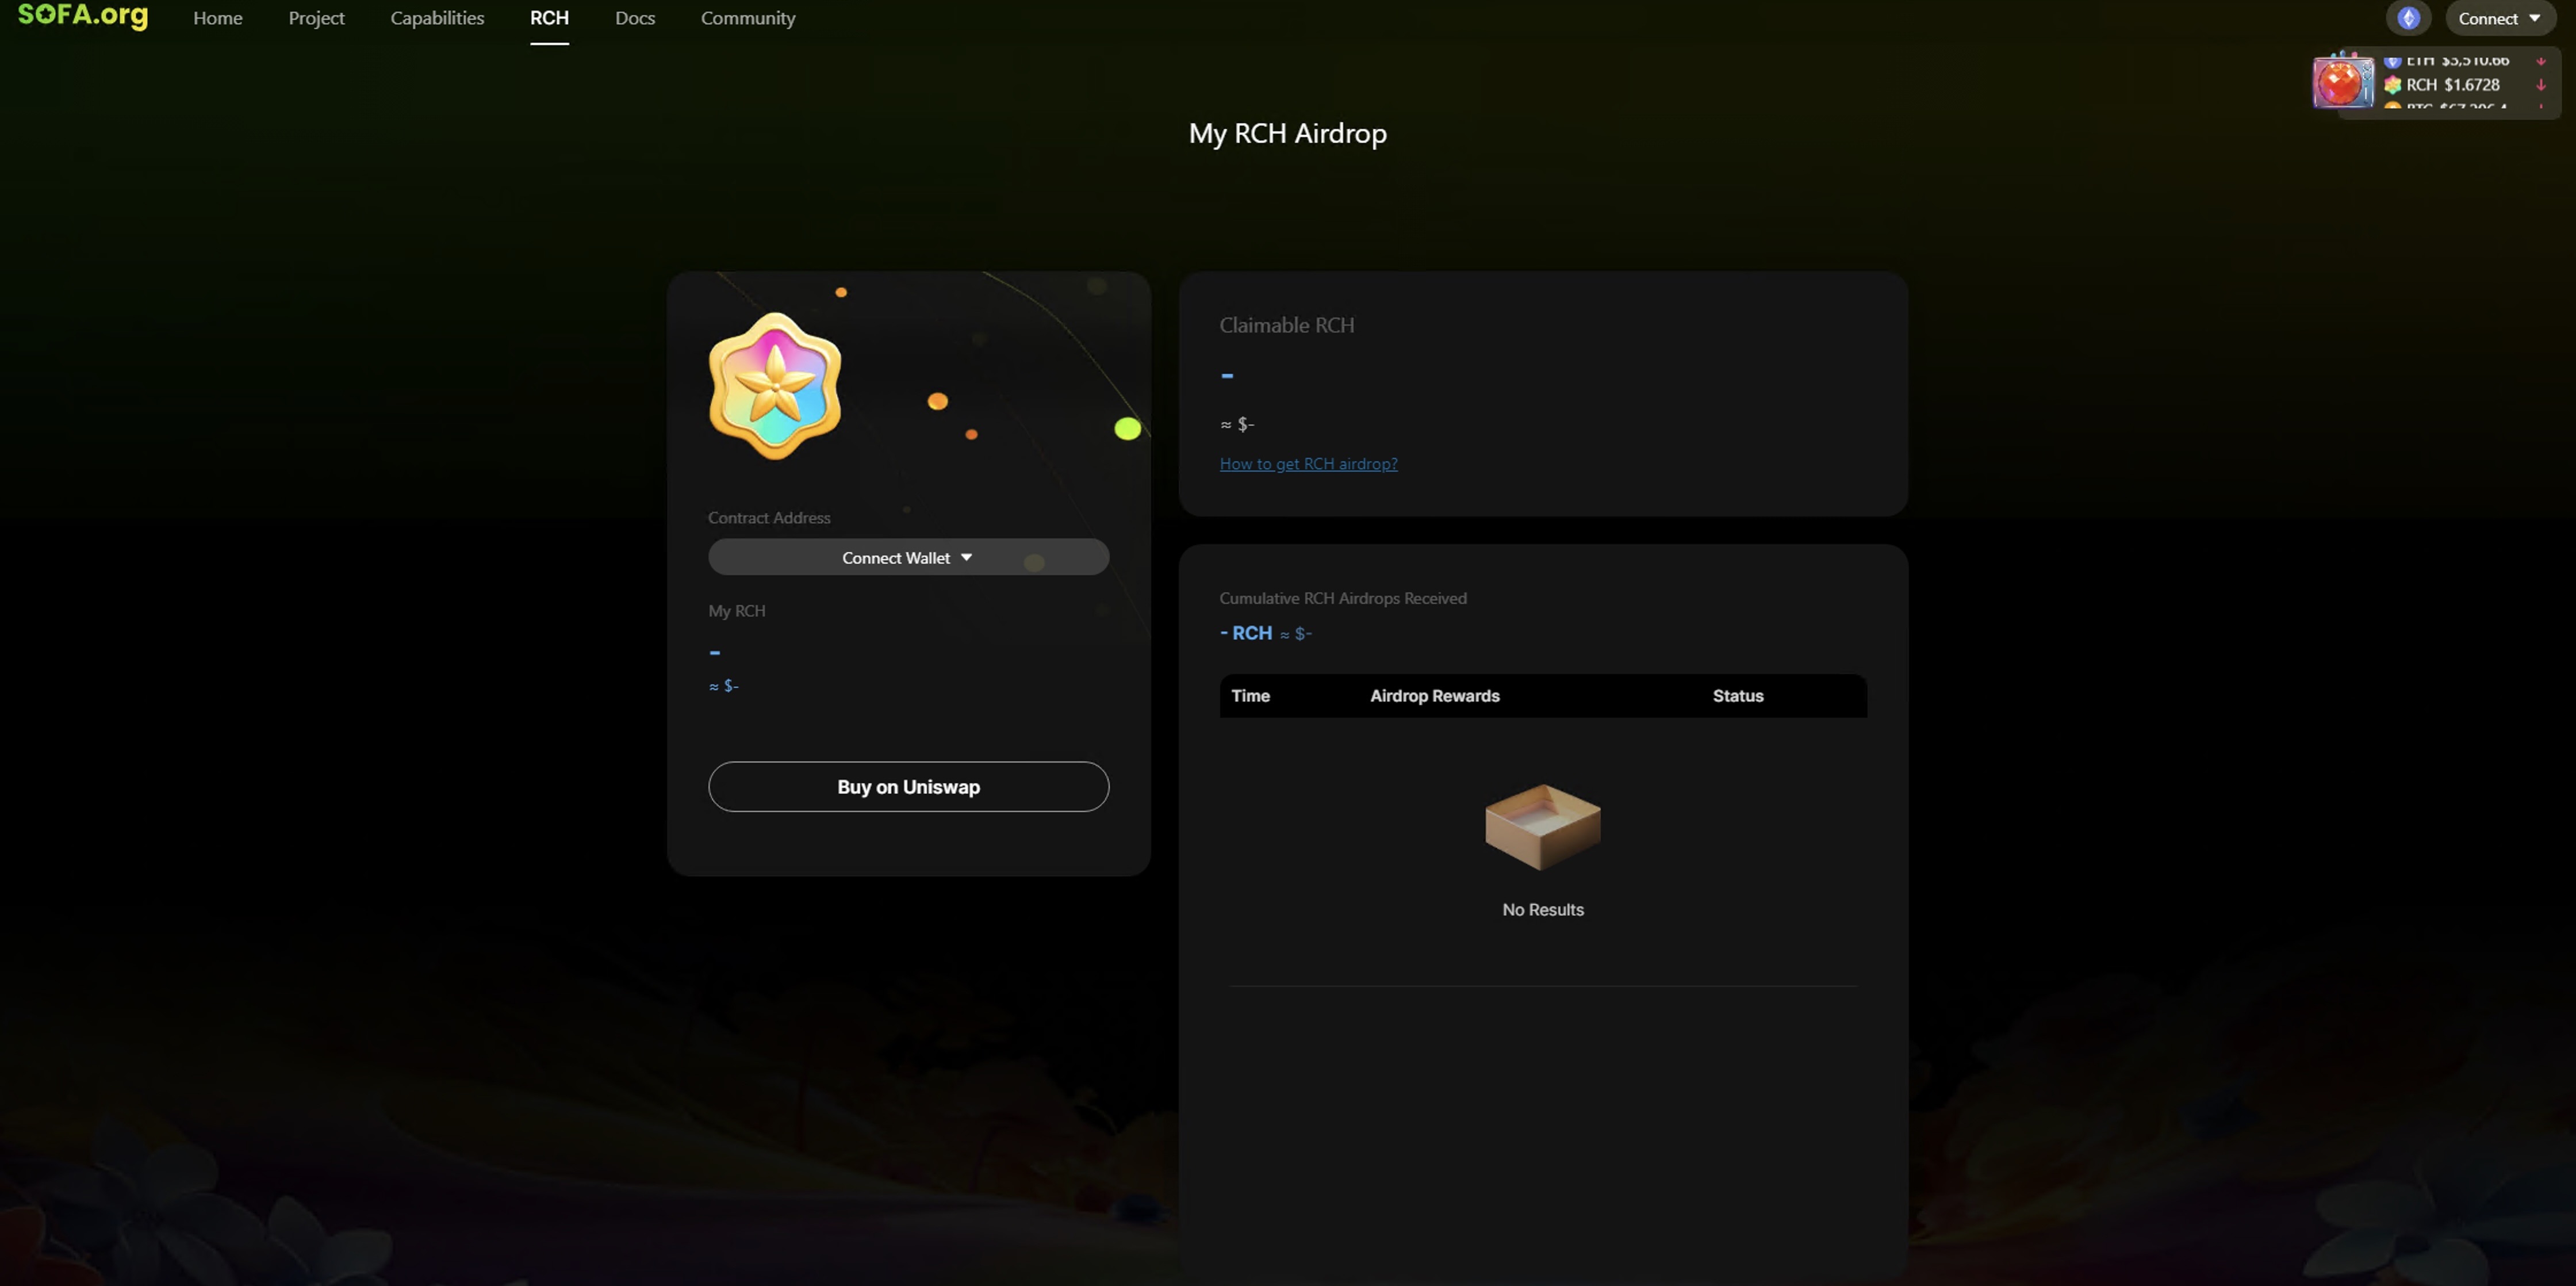 SOFA.org
Home
Project
Capabilities
RCH
Docs
Community
Connect
ETH $3,510.66
RCH $1.6728
My RCH Airdrop
Contract Address
Connect Wallet
My RCH
-
≈ $-
Buy on Uniswap
Claimable RCH
-
≈ $-
How to get RCH airdrop?
Cumulative RCH Airdrops Received
- RCH ≈ $-
Time Airdrop Rewards Status
No Results